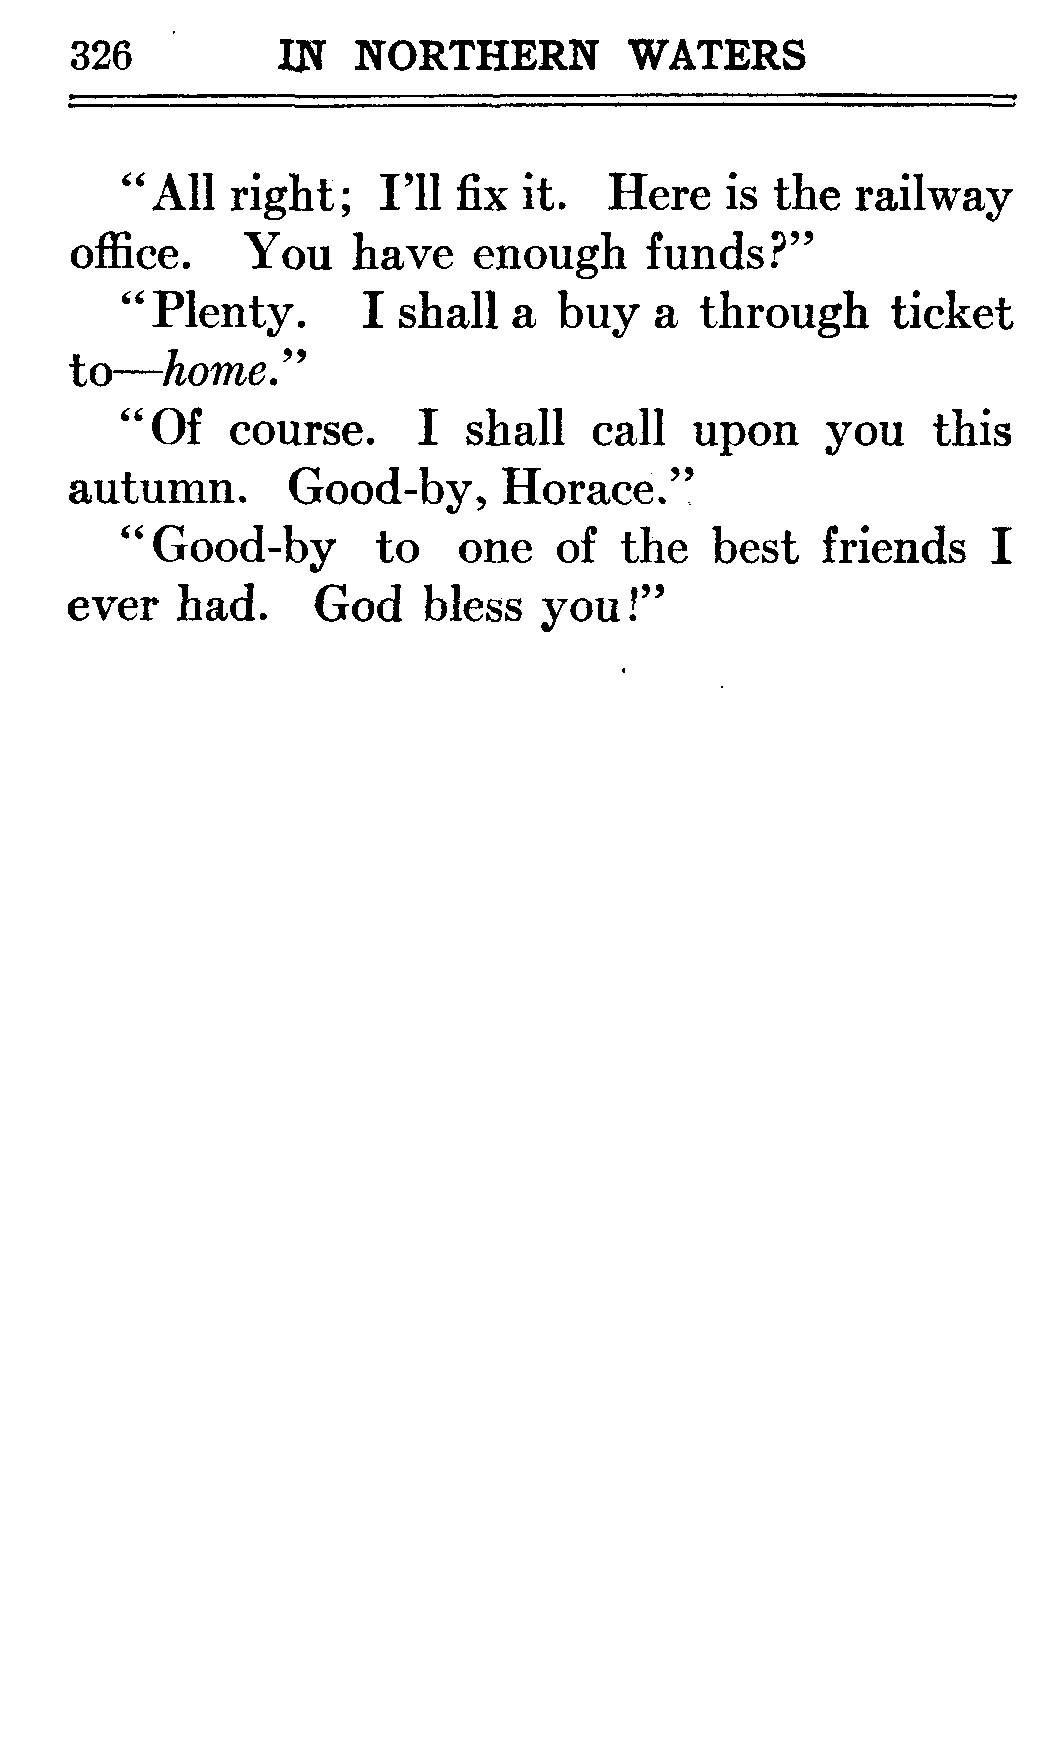 326 IN NORTHERN WATERS
"All right; I'll fix it. Here is the railway
office. You have enough funds?"
"Plenty. I shall a buy a through ticket
to—home."
"Of course. I shall call upon you this
autumn. Good-by, Horace."
"Good-by to one of the best friends I
ever had. God bless you!"